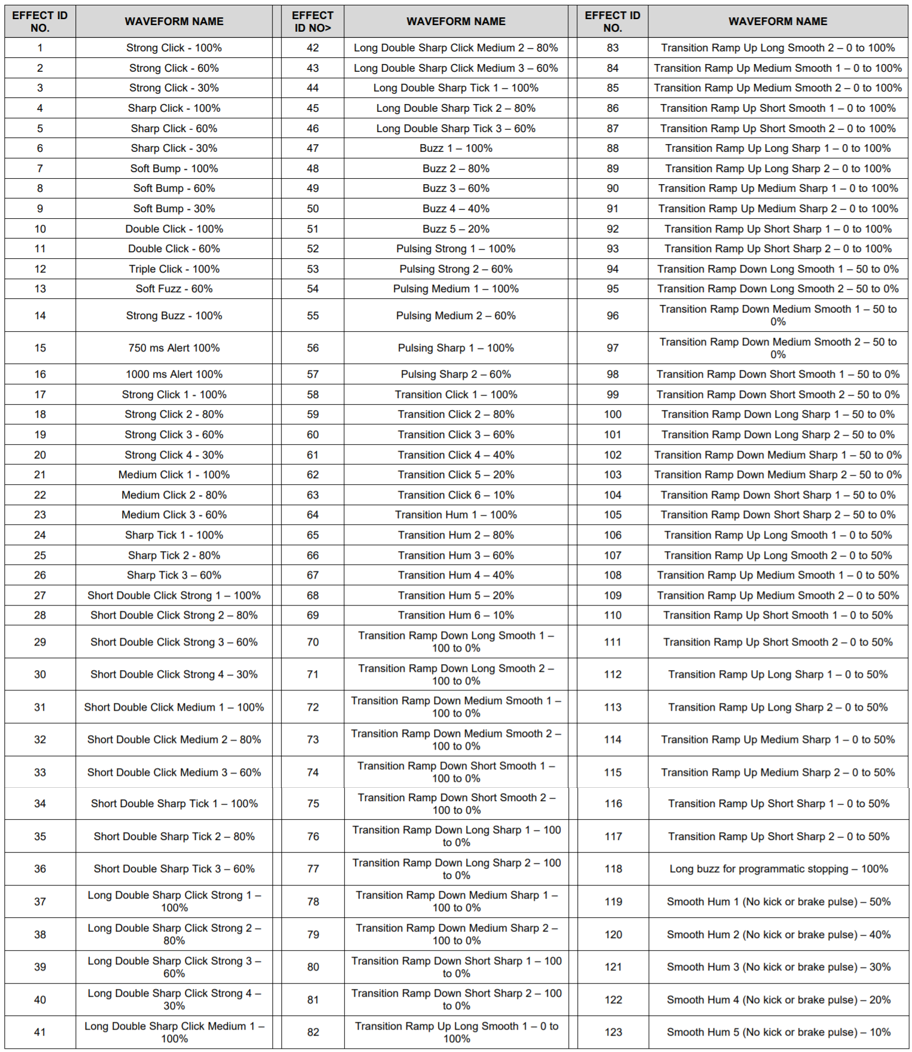 EFFECT ID NO. WAVEFORM NAME EFFECT ID NO> WAVEFORM NAME EFFECT ID NO. WAVEFORM NAME
1 Strong Click - 100% 42 Long Double Sharp Click Medium 2 – 80% 83 Transition Ramp Up Long Smooth 2 – 0 to 100%
2 Strong Click - 60% 43 Long Double Sharp Click Medium 3 – 60% 84 Transition Ramp Up Medium Smooth 1 – 0 to 100%
3 Strong Click - 30% 44 Long Double Sharp Tick 1 – 100% 85 Transition Ramp Up Medium Smooth 2 – 0 to 100%
4 Sharp Click - 100% 45 Long Double Sharp Tick 2 – 80% 86 Transition Ramp Up Short Smooth 1 – 0 to 100%
5 Sharp Click - 60% 46 Long Double Sharp Tick 3 – 60% 87 Transition Ramp Up Short Smooth 2 – 0 to 100%
6 Sharp Click - 30% 47 Buzz 1 – 100% 88 Transition Ramp Up Long Sharp 1 – 0 to 100%
7 Soft Bump - 100% 48 Buzz 2 – 80% 89 Transition Ramp Up Long Sharp 2 – 0 to 100%
8 Soft Bump - 60% 49 Buzz 3 – 60% 90 Transition Ramp Up Medium Sharp 1 – 0 to 100%
9 Soft Bump - 30% 50 Buzz 4 – 40% 91 Transition Ramp Up Medium Sharp 2 – 0 to 100%
10 Double Click - 100% 51 Buzz 5 – 20% 92 Transition Ramp Up Short Sharp 1 – 0 to 100%
11 Double Click - 60% 52 Pulsing Strong 1 – 100% 93 Transition Ramp Up Short Sharp 2 – 0 to 100%
12 Triple Click - 100% 53 Pulsing Strong 2 – 60% 94 Transition Ramp Down Long Smooth 1 – 50 to 0%
13 Soft Fuzz - 60% 54 Pulsing Medium 1 – 100% 95 Transition Ramp Down Long Smooth 2 – 50 to 0%
14 Strong Buzz - 100% 55 Pulsing Medium 2 – 60% 96 Transition Ramp Down Medium Smooth 1 – 50 to 0%
15 750 ms Alert 100% 56 Pulsing Sharp 1 – 100% 97 Transition Ramp Down Medium Smooth 2 – 50 to 0%
16 1000 ms Alert 100% 57 Pulsing Sharp 2 – 60% 98 Transition Ramp Down Short Smooth 1 – 50 to 0%
17 Strong Click 1 - 100% 58 Transition Click 1 – 100% 99 Transition Ramp Down Short Smooth 2 – 50 to 0%
18 Strong Click 2 - 80% 59 Transition Click 2 – 80% 100 Transition Ramp Down Long Sharp 1 – 50 to 0%
19 Strong Click 3 - 60% 60 Transition Click 3 – 60% 101 Transition Ramp Down Long Sharp 2 – 50 to 0%
20 Strong Click 4 - 30% 61 Transition Click 4 – 40% 102 Transition Ramp Down Medium Sharp 1 – 50 to 0%
21 Medium Click 1 - 100% 62 Transition Click 5 – 20% 103 Transition Ramp Down Medium Sharp 2 – 50 to 0%
22 Medium Click 2 - 80% 63 Transition Click 6 – 10% 104 Transition Ramp Down Short Sharp 1 – 50 to 0%
23 Medium Click 3 - 60% 64 Transition Hum 1 – 100% 105 Transition Ramp Down Short Sharp 2 – 50 to 0%
24 Sharp Tick 1 - 100% 65 Transition Hum 2 – 80% 106 Transition Ramp Up Long Smooth 1 – 0 to 50%
25 Sharp Tick 2 - 80% 66 Transition Hum 3 – 60% 107 Transition Ramp Up Long Smooth 2 – 0 to 50%
26 Sharp Tick 3 – 60% 67 Transition Hum 4 – 40% 108 Transition Ramp Up Medium Smooth 1 – 0 to 50%
27 Short Double Click Strong 1 – 100% 68 Transition Hum 5 – 20% 109 Transition Ramp Up Medium Smooth 2 – 0 to 50%
28 Short Double Click Strong 2 – 80% 69 Transition Hum 6 – 10% 110 Transition Ramp Up Short Smooth 1 – 0 to 50%
29 Short Double Click Strong 3 – 60% 70 Transition Ramp Down Long Smooth 1 – 100 to 0% 111 Transition Ramp Up Short Smooth 2 – 0 to 50%
30 Short Double Click Strong 4 – 30% 71 Transition Ramp Down Long Smooth 2 – 100 to 0% 112 Transition Ramp Up Long Sharp 1 – 0 to 50%
31 Short Double Click Medium 1 – 100% 72 Transition Ramp Down Medium Smooth 1 – 100 to 0% 113 Transition Ramp Up Long Sharp 2 – 0 to 50%
32 Short Double Click Medium 2 – 80% 73 Transition Ramp Down Medium Smooth 2 – 100 to 0% 114 Transition Ramp Up Medium Sharp 1 – 0 to 50%
33 Short Double Click Medium 3 – 60% 74 Transition Ramp Down Short Smooth 1 – 100 to 0% 115 Transition Ramp Up Medium Sharp 2 – 0 to 50%
34 Short Double Sharp Tick 1 – 100% 75 Transition Ramp Down Short Smooth 2 – 100 to 0% 116 Transition Ramp Up Short Sharp 1 – 0 to 50%
35 Short Double Sharp Tick 2 – 80% 76 Transition Ramp Down Long Sharp 1 – 100 to 0% 117 Transition Ramp Up Short Sharp 2 – 0 to 50%
36 Short Double Sharp Tick 3 – 60% 77 Transition Ramp Down Long Sharp 2 – 100 to 0% 118 Long buzz for programmatic stopping – 100%
37 Long Double Sharp Click Strong 1 – 100% 78 Transition Ramp Down Medium Sharp 1 – 100 to 0% 119 Smooth Hum 1 (No kick or brake pulse) – 50%
38 Long Double Sharp Click Strong 2 – 80% 79 Transition Ramp Down Medium Sharp 2 – 100 to 0% 120 Smooth Hum 2 (No kick or brake pulse) – 40%
39 Long Double Sharp Click Strong 3 – 60% 80 Transition Ramp Down Short Sharp 1 – 100 to 0% 121 Smooth Hum 3 (No kick or brake pulse) – 30%
40 Long Double Sharp Click Strong 4 – 30% 81 Transition Ramp Down Short Sharp 2 – 100 to 0% 122 Smooth Hum 4 (No kick or brake pulse) – 20%
41 Long Double Sharp Click Medium 1 – 100% 82 Transition Ramp Up Long Smooth 1 – 0 to 100% 123 Smooth Hum 5 (No kick or brake pulse) – 10%